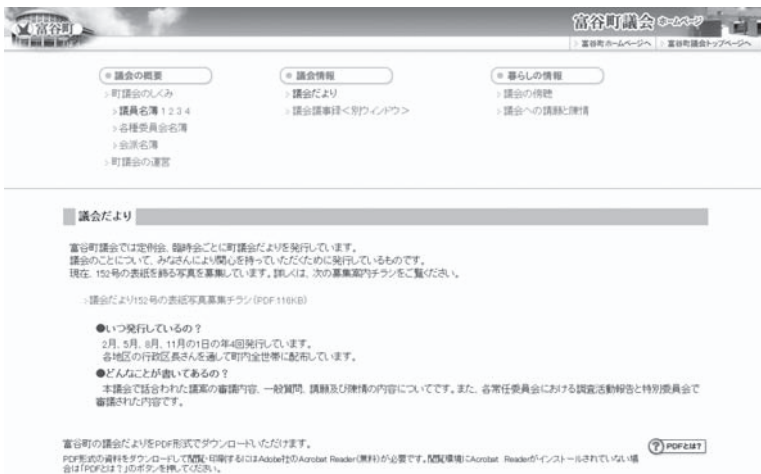 富谷町
富谷町議会 ホームページ
> 富谷町ホームページへ > 富谷町議会トップページへ
議会の概要
> 町議会のしくみ
> 議員名簿 1 2 3 4
> 各種委員会名簿
> 会派名簿
> 町議会の運営
議会情報
> 議会だより
> 議会議事録<別ウィンドウ>
暮らしの情報
> 議会の傍聴
> 議会への請願と陳情
議会だより
富谷町議会では定例会、臨時会ごとに町議会だよりを発行しています。
議会のことについて、みなさんにより関心を持っていただくために発行しているものです。
現在、152号の表紙を飾る写真を募集しています。詳しくは、次の募集案内チラシをご覧ください。
> 議会だより152号の表紙写真募集チラシ(PDF:116KB)
●いつ発行しているの?
2月、5月、8月、11月の1日の年4回発行しています。
各地区の行政区長さんを通して町内全世帯に配布しています。
●どんなことが書いてあるの?
本議会で話合われた議案の審議内容、一般質問、請願及び陳情の内容についてです。また、各常任委員会における調査活動報告と特別委員会で
審議された内容です。
富谷町の議会だよりをPDF形式でダウンロードいただけます。
? PDFとは?
PDF形式の資料をダウンロードして閲覧・印刷するにはAdobe社のAcrobat Reader(無料)が必要です。閲覧環境にAcrobat Readerがインストールされていない場
合は「PDFとは?」のボタンを押してください。